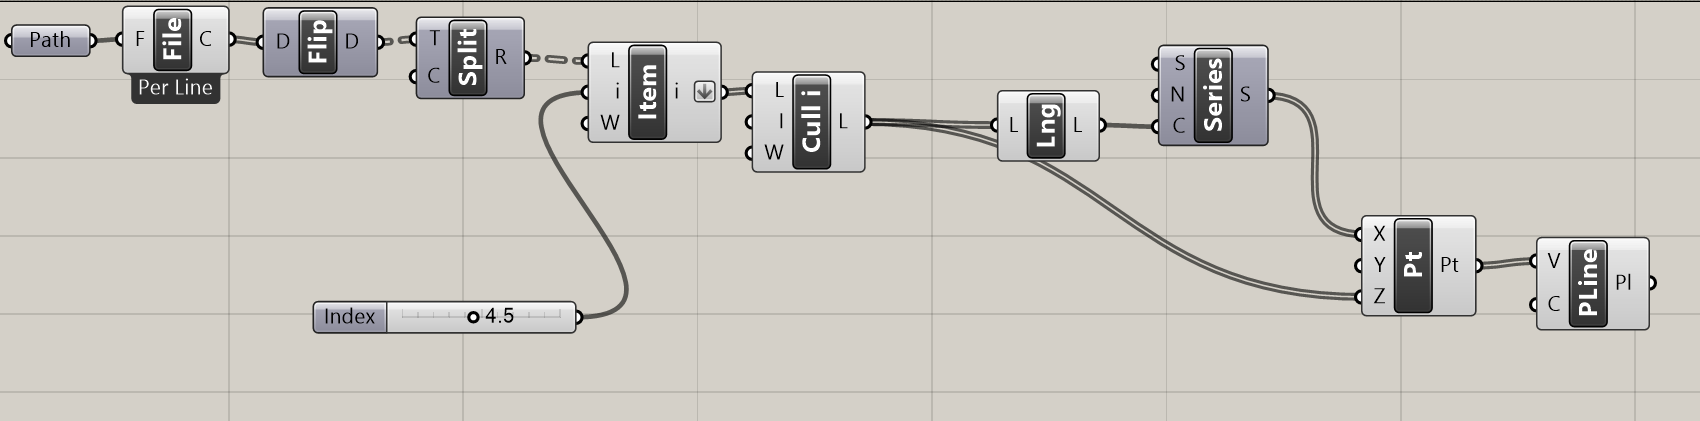 Path
F File C
Per Line
D Flip D
T Split R
C
L Item i
i
W
L Cull i L
I
W
L Lng L
S Series S
N
C
X Pt Pt
Y
Z
V PLine Pl
C
Index 4.5